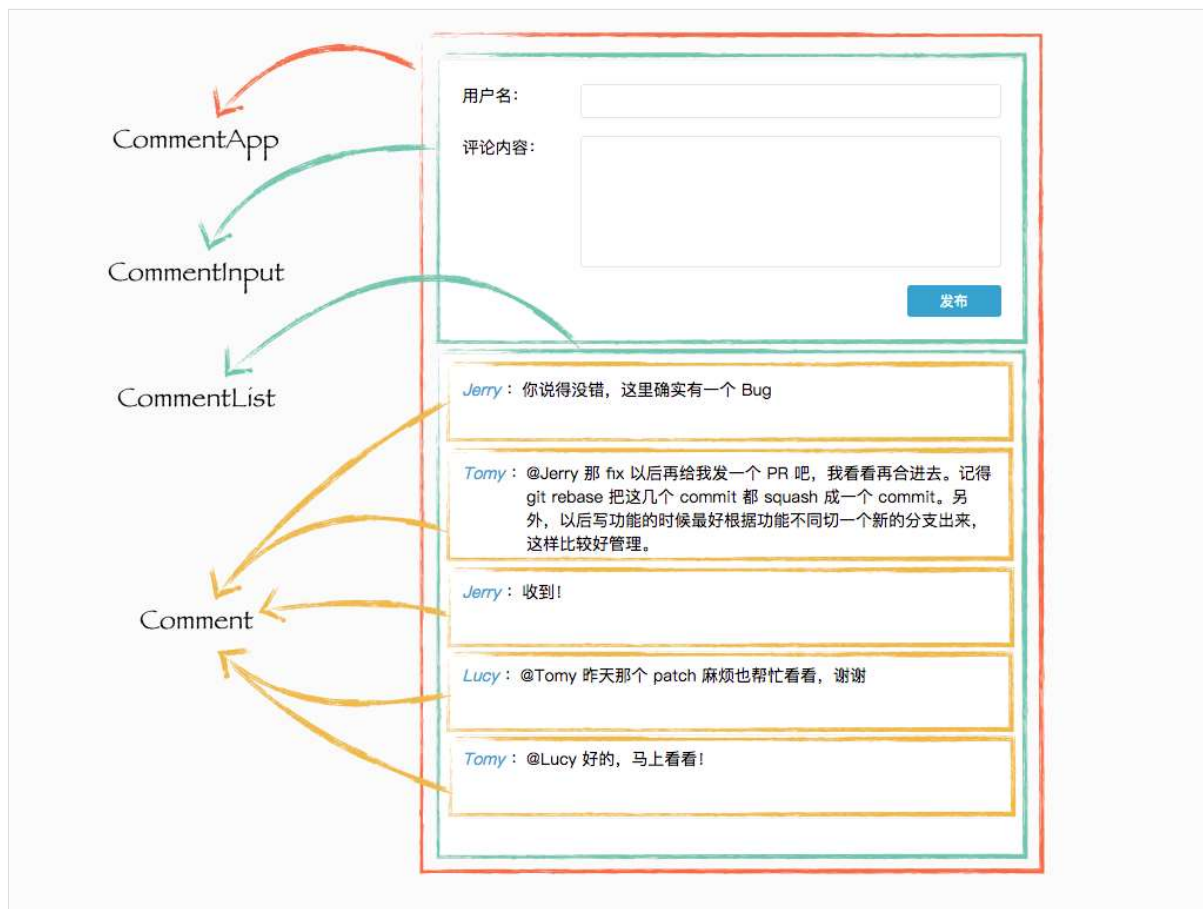 CommentApp
CommentInput
CommentList
Comment
用户名：
评论内容：
发布
Jerry：你说得没错，这里确实有一个 Bug
Tomy：@Jerry 那 fix 以后再给我发一个 PR 吧，我看看再合进去。记得
git rebase 把这几个 commit 都 squash 成一个 commit。另
外，以后写功能的时候最好根据功能不同切一个新的分支出来，
这样比较好管理。
Jerry：收到！
Lucy：@Tomy 昨天那个 patch 麻烦也帮忙看看，谢谢
Tomy：@Lucy 好的，马上看看！